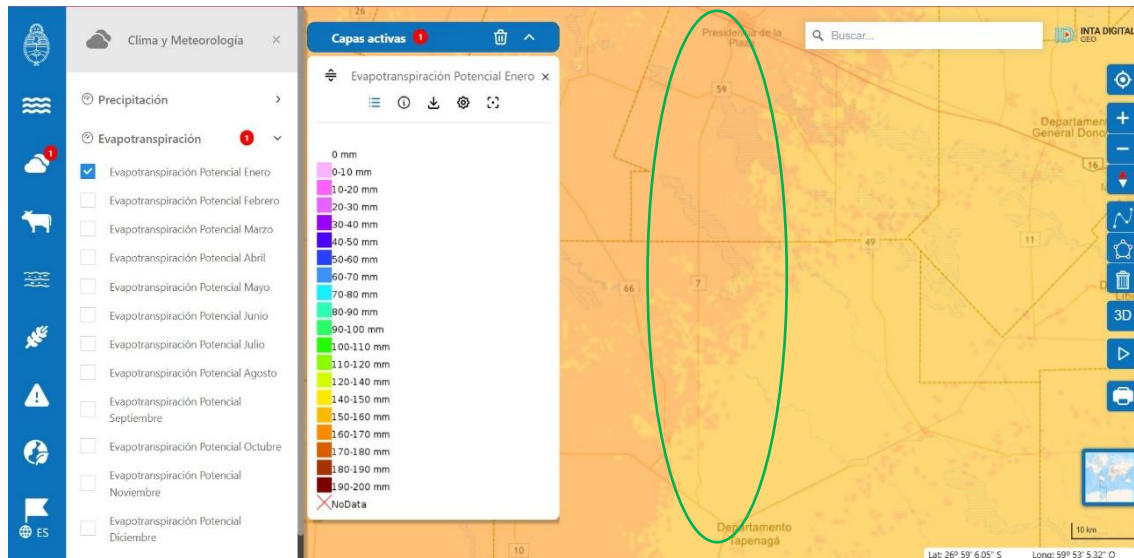 Clima y Meteorología ×
Precipitación
Evapotranspiración 1
Evapotranspiración Potencial Enero
Evapotranspiración Potencial Febrero
Evapotranspiración Potencial Marzo
Evapotranspiración Potencial Abril
Evapotranspiración Potencial Mayo
Evapotranspiración Potencial Junio
Evapotranspiración Potencial Julio
Evapotranspiración Potencial Agosto
Evapotranspiración Potencial
Septiembre
Evapotranspiración Potencial Octubre
Evapotranspiración Potencial
Noviembre
Evapotranspiración Potencial
Diciembre
1
ES
Capas activas 1
Evapotranspiración Potencial Enero ×
0 mm
0-10 mm
10-20 mm
20-30 mm
30-40 mm
40-50 mm
50-60 mm
60-70 mm
70-80 mm
80-90 mm
90-100 mm
100-110 mm
110-120 mm
120-140 mm
140-150 mm
150-160 mm
160-170 mm
170-180 mm
180-190 mm
190-200 mm
NoData
26
Presidencia de la
Plaza
59
Buscar...
INTA DIGITAL
GEO
General Dono
16
49
11
66
7
Departamento
Tapenagá
10
+
−
3D
10 km
Lat: 26º 59' 6.05" S Long: 59º 53' 5.32" O